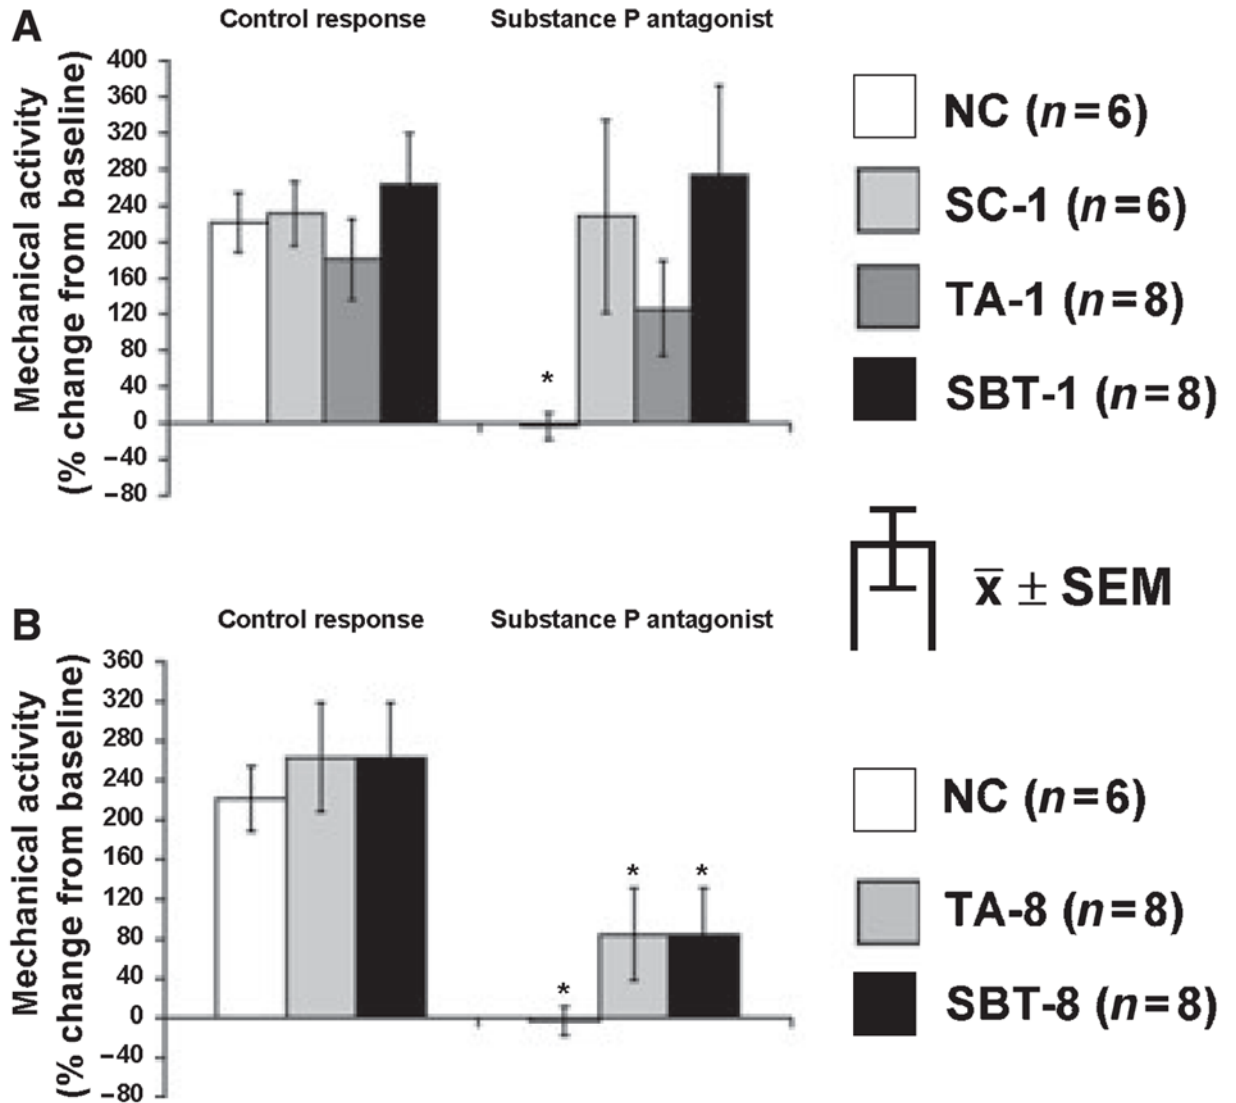 A
Control response
Substance P antagonist
Mechanical activity
(% change from baseline)
400
360
320
280
240
200
160
120
80
40
0
−40
−80
*
NC (n=6)
SC-1 (n=6)
TA-1 (n=8)
SBT-1 (n=8)
x̄ ± SEM
B
Control response
Substance P antagonist
Mechanical activity
(% change from baseline)
360
320
280
240
200
160
120
80
40
0
−40
−80
* *
*
NC (n=6)
TA-8 (n=8)
SBT-8 (n=8)